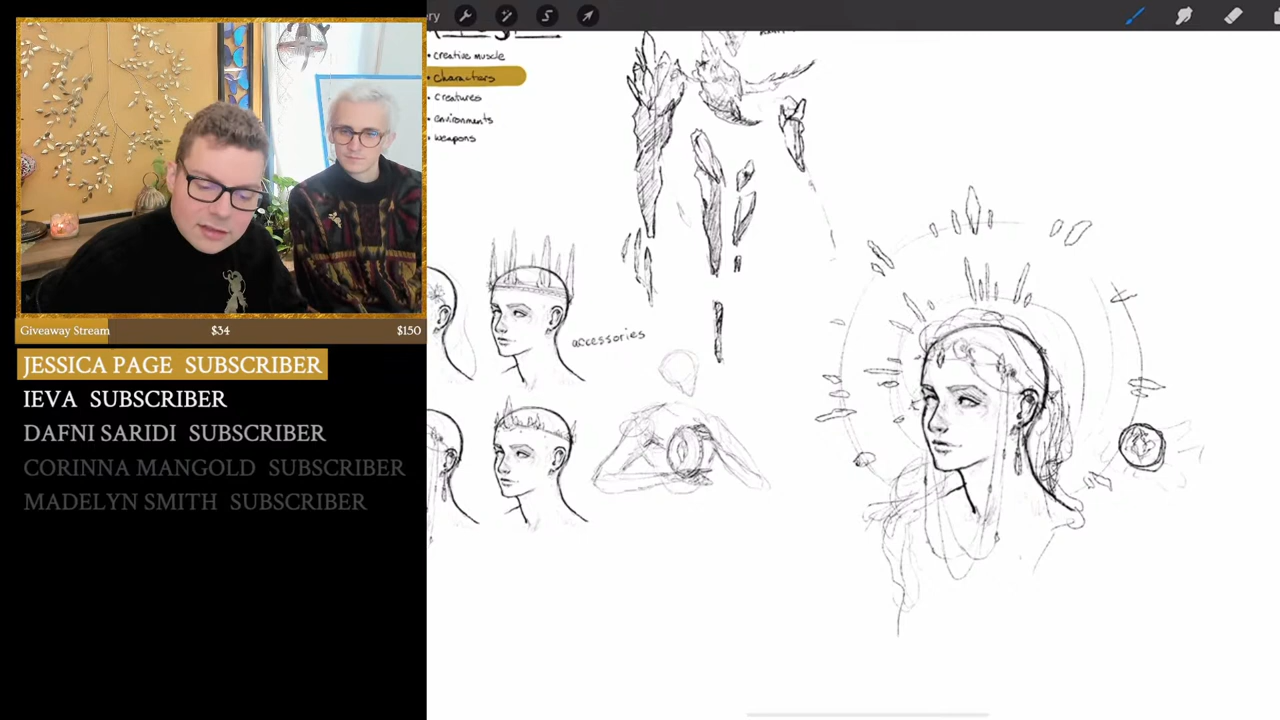 • creative muscle
• characters
• creatures
• environments
• weapons
accessories
Giveaway Stream $34 $150
JESSICA PAGE SUBSCRIBER
IEVA SUBSCRIBER
DAFNI SARIDI SUBSCRIBER
CORINNA MANGOLD SUBSCRIBER
MADELYN SMITH SUBSCRIBER